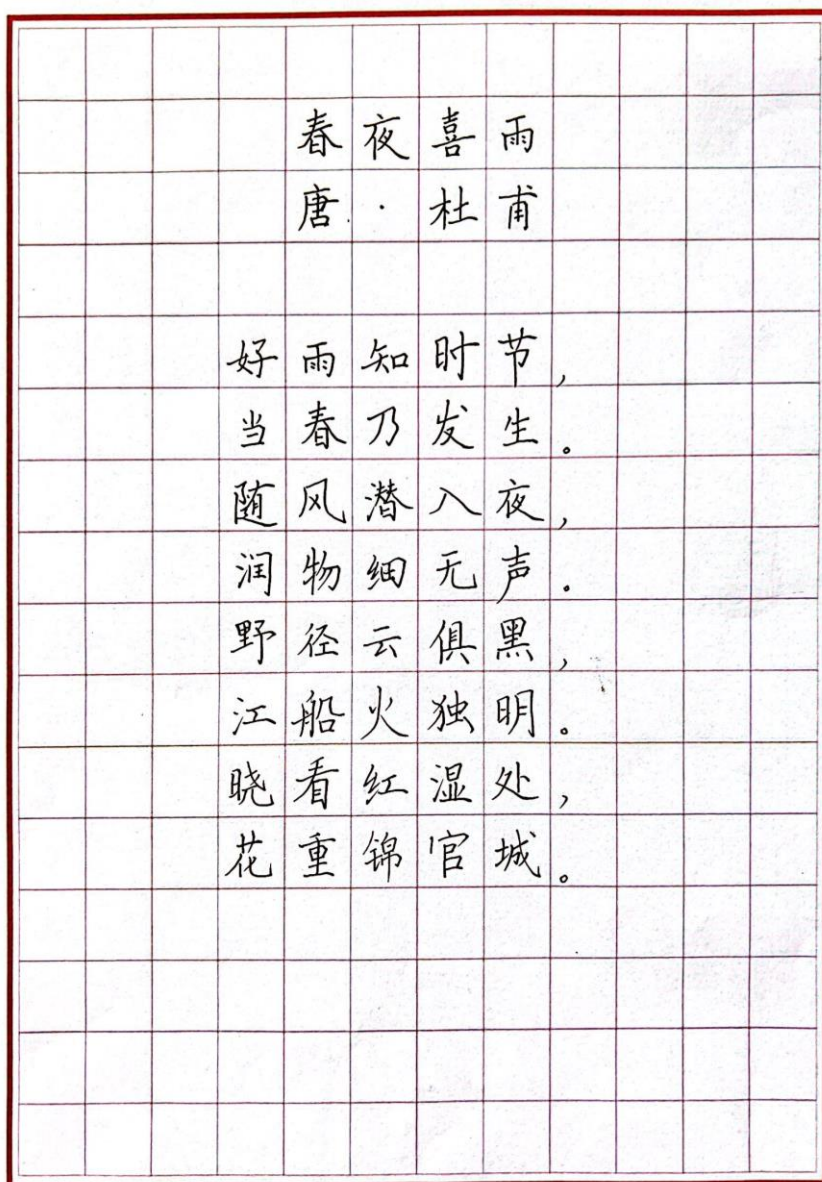 春夜喜雨
唐·杜甫
好雨知时节，
当春乃发生。
随风潜入夜，
润物细无声.
野径云俱黑，
江船火独明。
晓看红湿处，
花重锦官城。